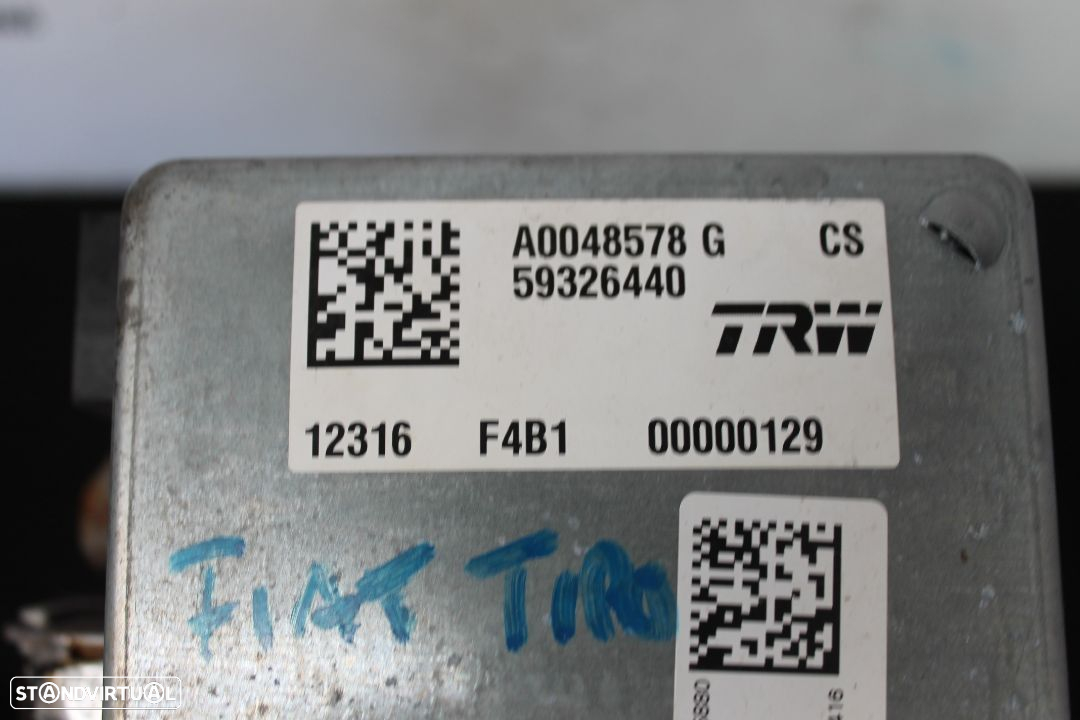 A0048578 G CS
59326440
TRW
12316 F4B1 00000129
FIAT TIPO
STANDVIRTUAL